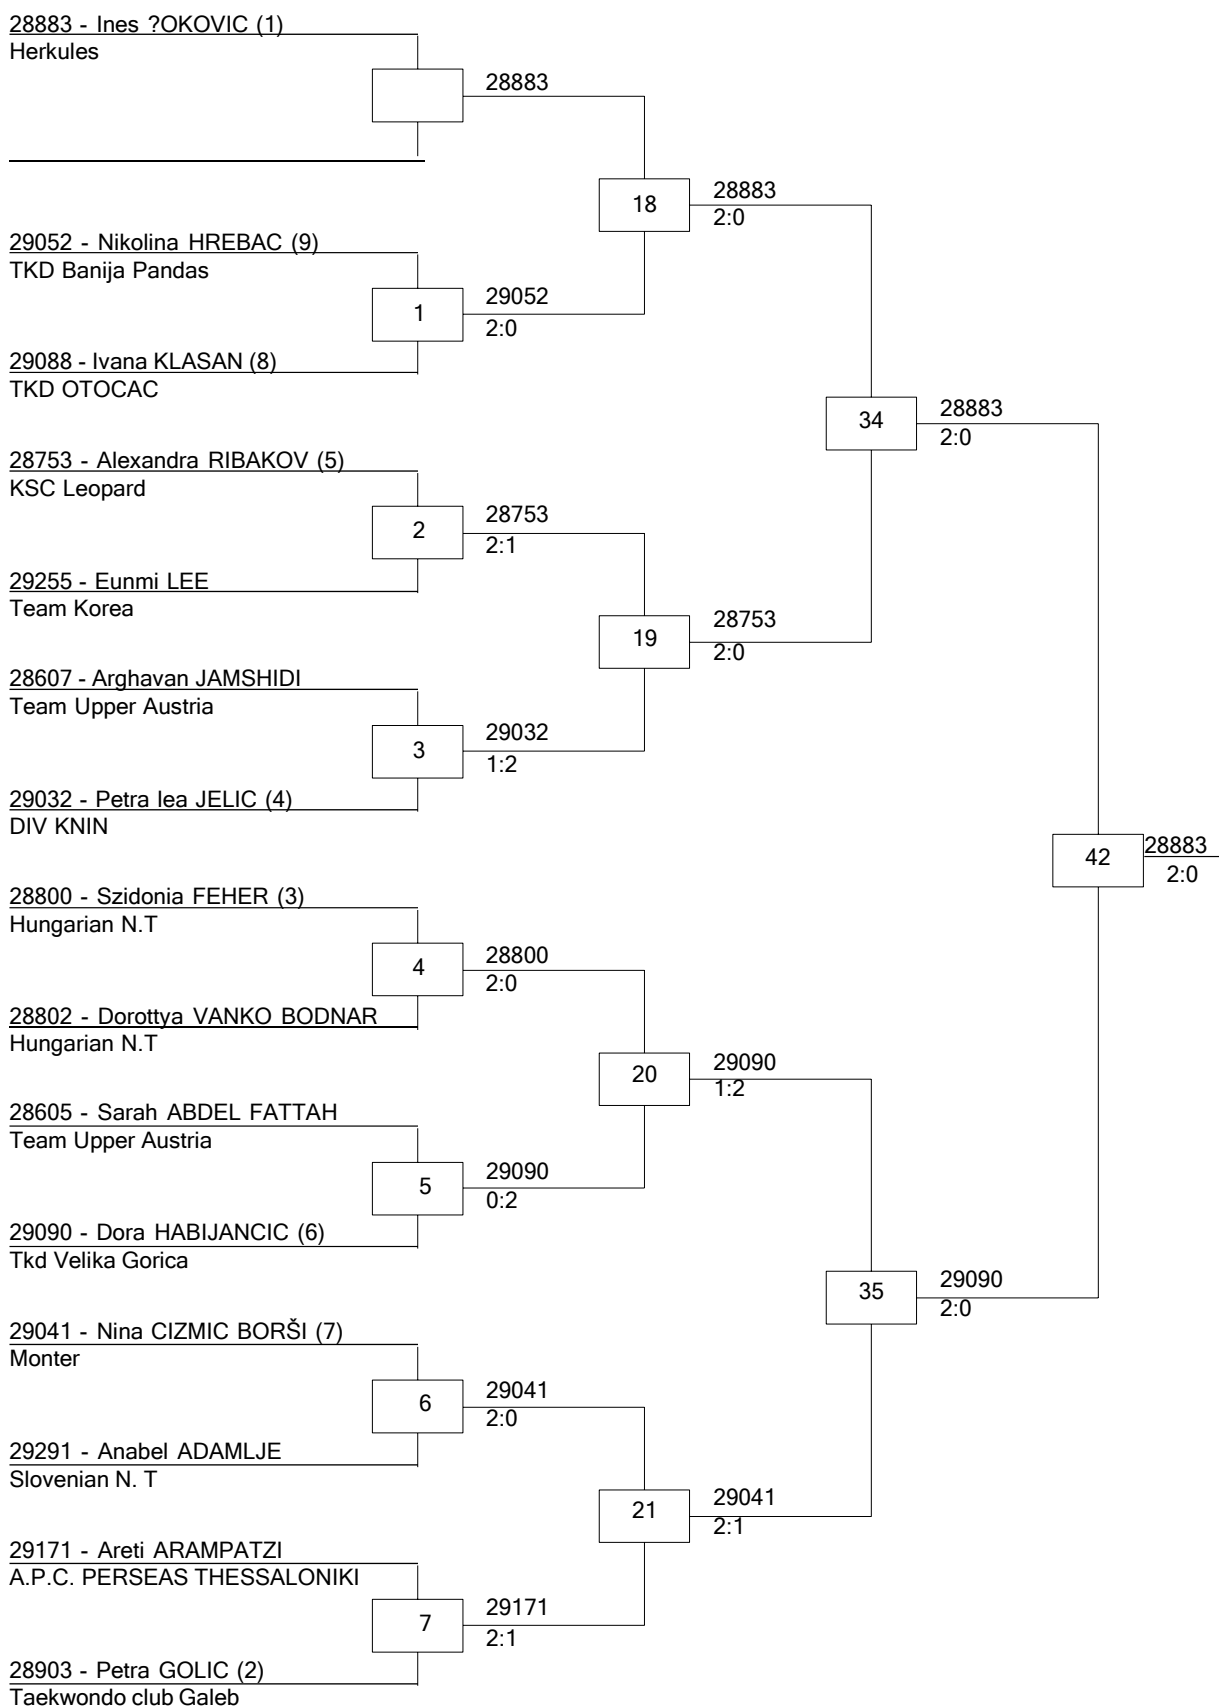 28883 - Ines ?OKOVIC (1)
Herkules
28883
18
28883
2:0
29052 - Nikolina HREBAC (9)
TKD Banija Pandas
1
29052
2:0
29088 - Ivana KLASAN (8)
TKD OTOCAC
34
28883
2:0
28753 - Alexandra RIBAKOV (5)
KSC Leopard
2
28753
2:1
29255 - Eunmi LEE
Team Korea
19
28753
2:0
28607 - Arghavan JAMSHIDI
Team Upper Austria
3
29032
1:2
29032 - Petra lea JELIC (4)
DIV KNIN
42
28883
2:0
28800 - Szidonia FEHER (3)
Hungarian N.T
4
28800
2:0
28802 - Dorottya VANKO BODNAR
Hungarian N.T
20
29090
1:2
28605 - Sarah ABDEL FATTAH
Team Upper Austria
5
29090
0:2
29090 - Dora HABIJANCIC (6)
Tkd Velika Gorica
35
29090
2:0
29041 - Nina CIZMIC BORŠI (7)
Monter
6
29041
2:0
29291 - Anabel ADAMLJE
Slovenian N. T
21
29041
2:1
29171 - Areti ARAMPATZI
A.P.C. PERSEAS THESSALONIKI
7
29171
2:1
28903 - Petra GOLIC (2)
Taekwondo club Galeb